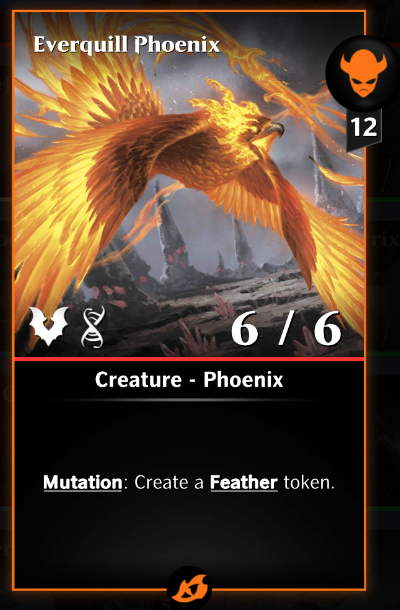 Everquill Phoenix
12
6 / 6
Creature - Phoenix
Mutation: Create a Feather token.